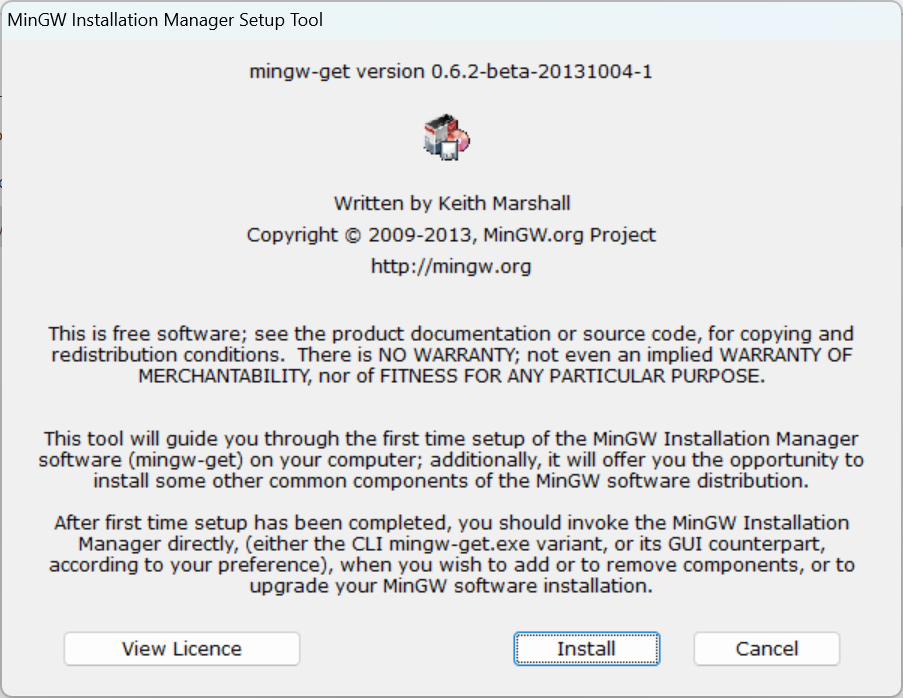 MinGW Installation Manager Setup Tool
mingw-get version 0.6.2-beta-20131004-1
Written by Keith Marshall
Copyright © 2009-2013, MinGW.org Project
http://mingw.org
This is free software; see the product documentation or source code, for copying and
redistribution conditions.  There is NO WARRANTY; not even an implied WARRANTY OF
MERCHANTABILITY, nor of FITNESS FOR ANY PARTICULAR PURPOSE.
This tool will guide you through the first time setup of the MinGW Installation Manager
software (mingw-get) on your computer; additionally, it will offer you the opportunity to
install some other common components of the MinGW software distribution.
After first time setup has been completed, you should invoke the MinGW Installation
Manager directly, (either the CLI mingw-get.exe variant, or its GUI counterpart,
according to your preference), when you wish to add or to remove components, or to
upgrade your MinGW software installation.
View Licence
Install
Cancel